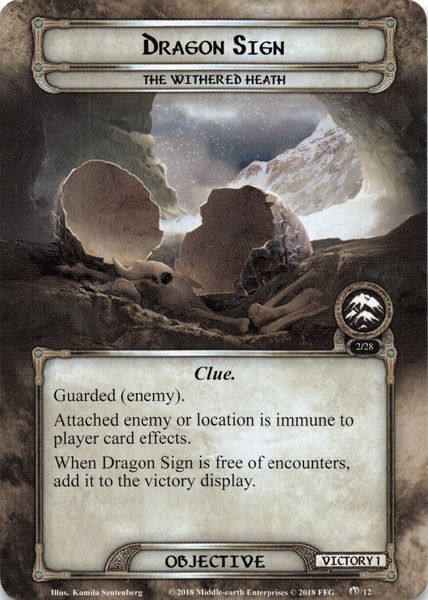 Dragon Sign
The Withered Heath
2/28
Clue.
Guarded (enemy).
Attached enemy or location is immune to
player card effects.
When Dragon Sign is free of encounters,
add it to the victory display.
OBJECTIVE
VICTORY 1
Illus. Kamila Szutenberg © 2018 Middle-earth Enterprises © 2018 FFG 12